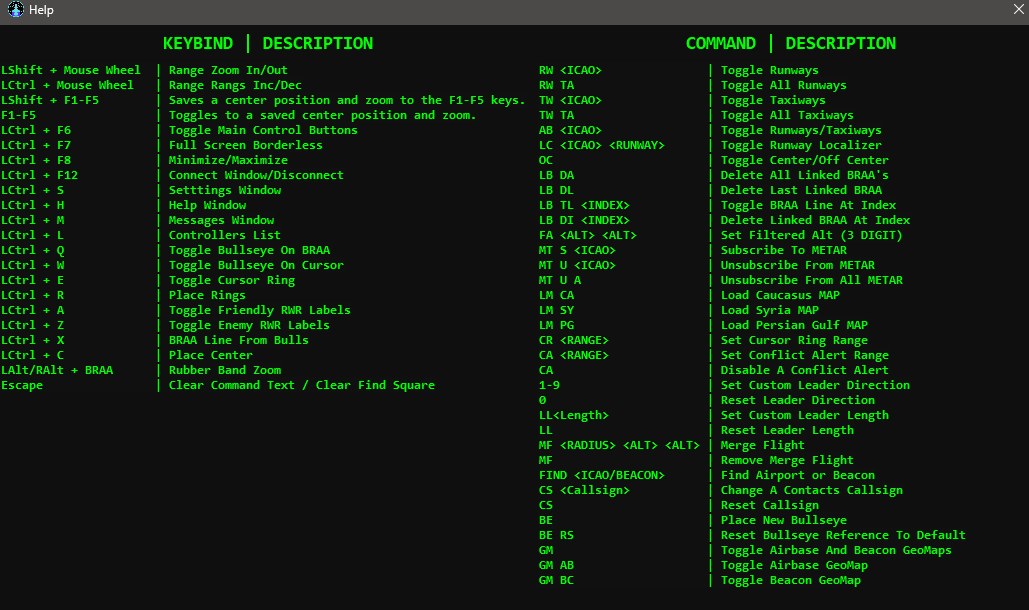 Help
KEYBIND | DESCRIPTION
LShift + Mouse Wheel | Range Zoom In/Out
LCtrl + Mouse Wheel | Range Rangs Inc/Dec
LShift + F1-F5 | Saves a center position and zoom to the F1-F5 keys.
F1-F5 | Toggles to a saved center position and zoom.
LCtrl + F6 | Toggle Main Control Buttons
LCtrl + F7 | Full Screen Borderless
LCtrl + F8 | Minimize/Maximize
LCtrl + F12 | Connect Window/Disconnect
LCtrl + S | Setttings Window
LCtrl + H | Help Window
LCtrl + M | Messages Window
LCtrl + L | Controllers List
LCtrl + Q | Toggle Bullseye On BRAA
LCtrl + W | Toggle Bullseye On Cursor
LCtrl + E | Toggle Cursor Ring
LCtrl + R | Place Rings
LCtrl + A | Toggle Friendly RWR Labels
LCtrl + Z | Toggle Enemy RWR Labels
LCtrl + X | BRAA Line From Bulls
LCtrl + C | Place Center
LAlt/RAlt + BRAA | Rubber Band Zoom
Escape | Clear Command Text / Clear Find Square
COMMAND | DESCRIPTION
RW <ICAO> | Toggle Runways
RW TA | Toggle All Runways
TW <ICAO> | Toggle Taxiways
TW TA | Toggle All Taxiways
AB <ICAO> | Toggle Runways/Taxiways
LC <ICAO> <RUNWAY> | Toggle Runway Localizer
OC | Toggle Center/Off Center
LB DA | Delete All Linked BRAA's
LB DL | Delete Last Linked BRAA
LB TL <INDEX> | Toggle BRAA Line At Index
LB DI <INDEX> | Delete Linked BRAA At Index
FA <ALT> <ALT> | Set Filtered Alt (3 DIGIT)
MT S <ICAO> | Subscribe To METAR
MT U <ICAO> | Unsubscribe From METAR
MT U A | Unsubscribe From All METAR
LM CA | Load Caucasus MAP
LM SY | Load Syria MAP
LM PG | Load Persian Gulf MAP
CR <RANGE> | Set Cursor Ring Range
CA <RANGE> | Set Conflict Alert Range
CA | Disable A Conflict Alert
1-9 | Set Custom Leader Direction
0 | Reset Leader Direction
LL<Length> | Set Custom Leader Length
LL | Reset Leader Length
MF <RADIUS> <ALT> <ALT> | Merge Flight
MF | Remove Merge Flight
FIND <ICAO/BEACON> | Find Airport or Beacon
CS <Callsign> | Change A Contacts Callsign
CS | Reset Callsign
BE | Place New Bullseye
BE RS | Reset Bullseye Reference To Default
GM | Toggle Airbase And Beacon GeoMaps
GM AB | Toggle Airbase GeoMap
GM BC | Toggle Beacon GeoMap